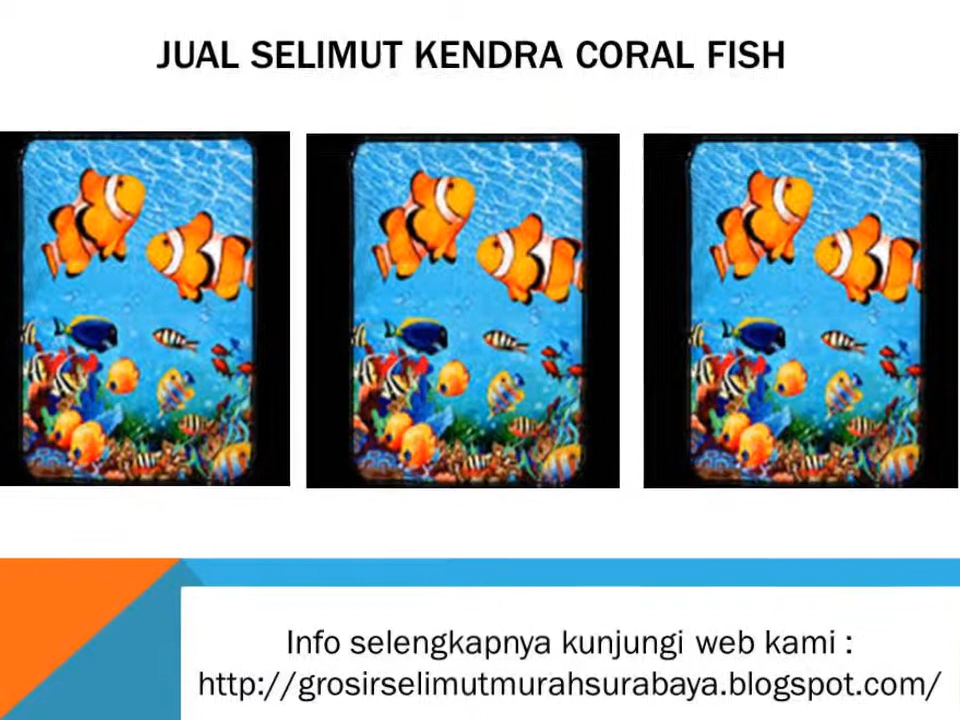 JUAL SELIMUT KENDRA CORAL FISH
Info selengkapnya kunjungi web kami :
http://grosirselimutmurahsurabaya.blogspot.com/